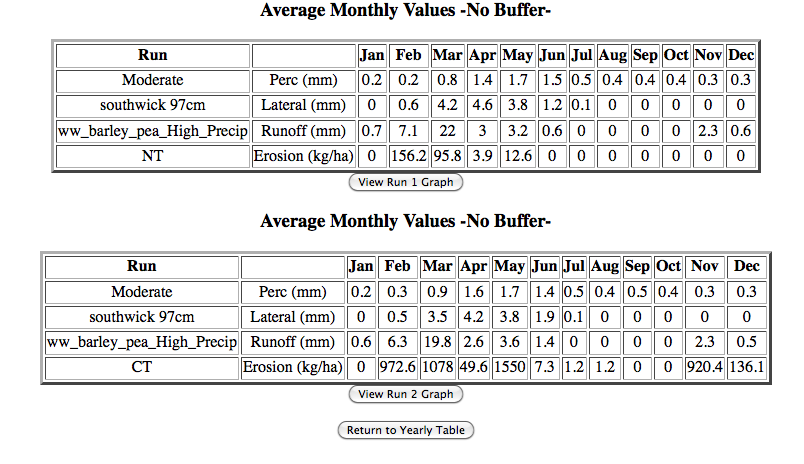 Average Monthly Values -No Buffer-
Run Jan Feb Mar Apr May Jun Jul Aug Sep Oct Nov Dec
Moderate Perc (mm) 0.2 0.2 0.8 1.4 1.7 1.5 0.5 0.4 0.4 0.4 0.3 0.3
southwick 97cm Lateral (mm) 0 0.6 4.2 4.6 3.8 1.2 0.1 0 0 0 0 0
ww_barley_pea_High_Precip Runoff (mm) 0.7 7.1 22 3 3.2 0.6 0 0 0 0 2.3 0.6
NT Erosion (kg/ha) 0 156.2 95.8 3.9 12.6 0 0 0 0 0 0 0
View Run 1 Graph
Average Monthly Values -No Buffer-
Run Jan Feb Mar Apr May Jun Jul Aug Sep Oct Nov Dec
Moderate Perc (mm) 0.2 0.3 0.9 1.6 1.7 1.4 0.5 0.4 0.5 0.4 0.3 0.3
southwick 97cm Lateral (mm) 0 0.5 3.5 4.2 3.8 1.9 0.1 0 0 0 0 0
ww_barley_pea_High_Precip Runoff (mm) 0.6 6.3 19.8 2.6 3.6 1.4 0 0 0 0 2.3 0.5
CT Erosion (kg/ha) 0 972.6 1078 49.6 1550 7.3 1.2 1.2 0 0 920.4 136.1
View Run 2 Graph
Return to Yearly Table